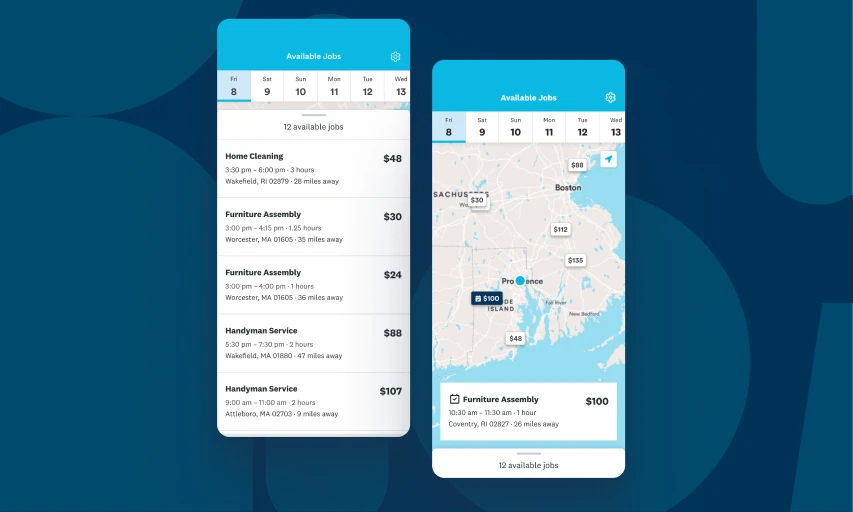 Available Jobs
Fri Sat Sun Mon Tue Wed
8 9 10 11 12 13
12 available jobs
Home Cleaning $48
3:30 pm – 6:00 pm · 3 hours
Wakefield, RI 02879 · 28 miles away
Furniture Assembly $30
3:00 pm – 4:15 pm · 1.25 hours
Worcester, MA 01605 · 35 miles away
Furniture Assembly $24
3:00 pm – 4:00 pm · 1 hours
Worcester, MA 01605 · 36 miles away
Handyman Service $88
5:30 pm – 7:30 pm · 2 hours
Wakefield, MA 01880 · 47 miles away
Handyman Service $107
9:00 am – 11:00 am · 2 hours
Attleboro, MA 02703 · 9 miles away
Available Jobs
Fri Sat Sun Mon Tue Wed
8 9 10 11 12 13
$88
Boston
SACHUSETTS
$30
$112
$135
Pro ence
$100
DE
ISLAND
Fall River
New Bedford
$48
Furniture Assembly $100
10:30 am – 11:30 am · 1 hour
Coventry, RI 02827 · 26 miles away
12 available jobs